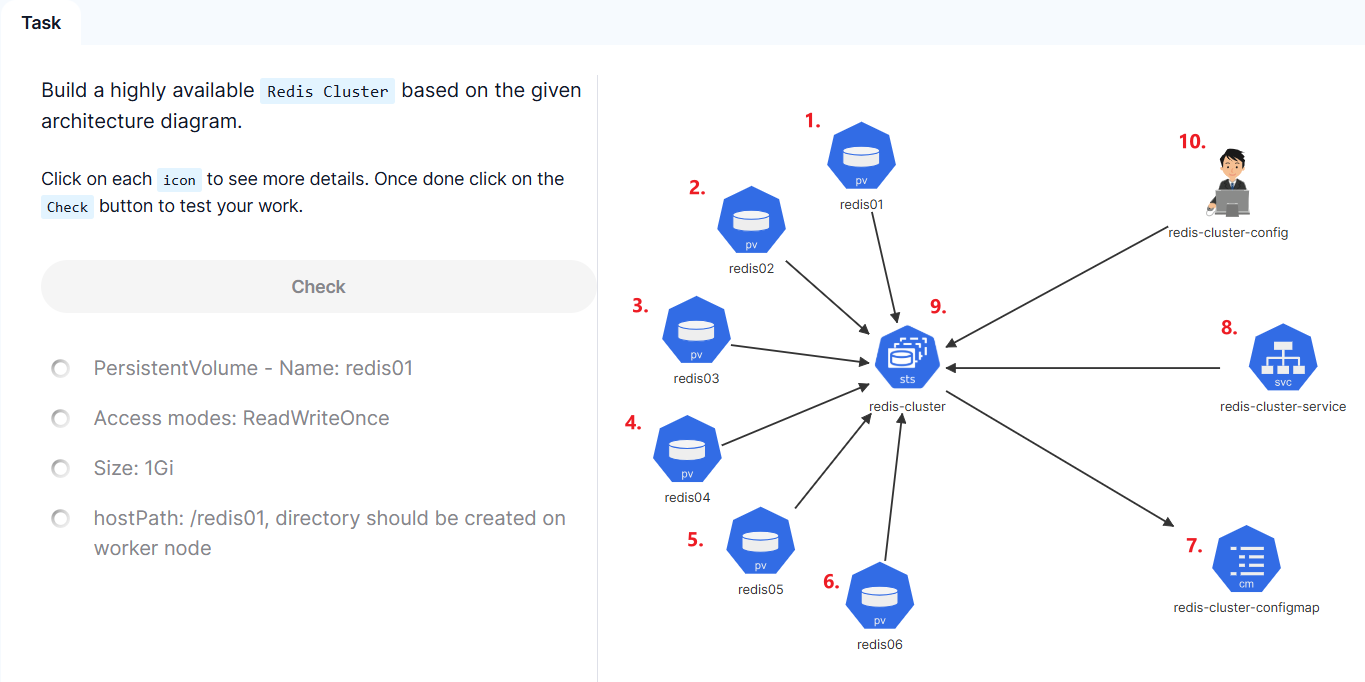 Task
Build a highly available Redis Cluster based on the given
architecture diagram.
Click on each icon to see more details. Once done click on the
Check button to test your work.
Check
PersistentVolume - Name: redis01
Access modes: ReadWriteOnce
Size: 1Gi
hostPath: /redis01, directory should be created on
worker node
1.
pv
redis01
2.
pv
redis02
3.
pv
redis03
4.
pv
redis04
5.
pv
redis05
6.
pv
redis06
7.
cm
redis-cluster-configmap
8.
svc
redis-cluster-service
9.
sts
redis-cluster
10.
redis-cluster-config